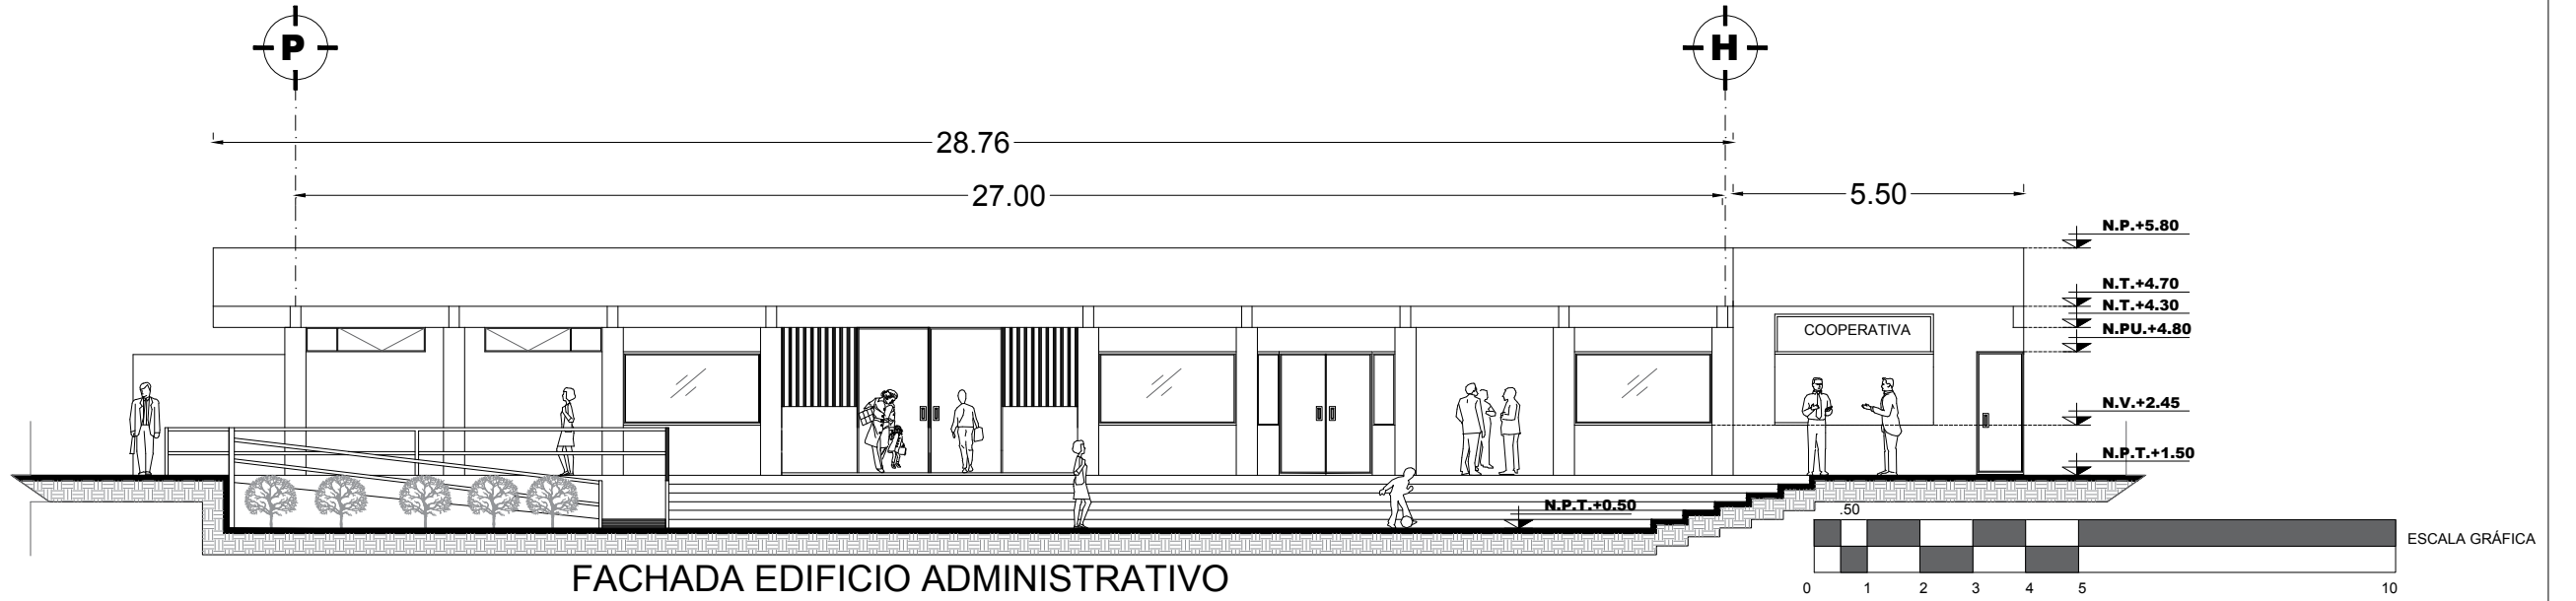 P
H
28.76
27.00
5.50
N.P.+5.80
N.T.+4.70
N.T.+4.30
N.PU.+4.80
COOPERATIVA
N.V.+2.45
N.P.T.+1.50
N.P.T.+0.50
.50
ESCALA GRÁFICA
0 1 2 3 4 5 10
FACHADA EDIFICIO ADMINISTRATIVO